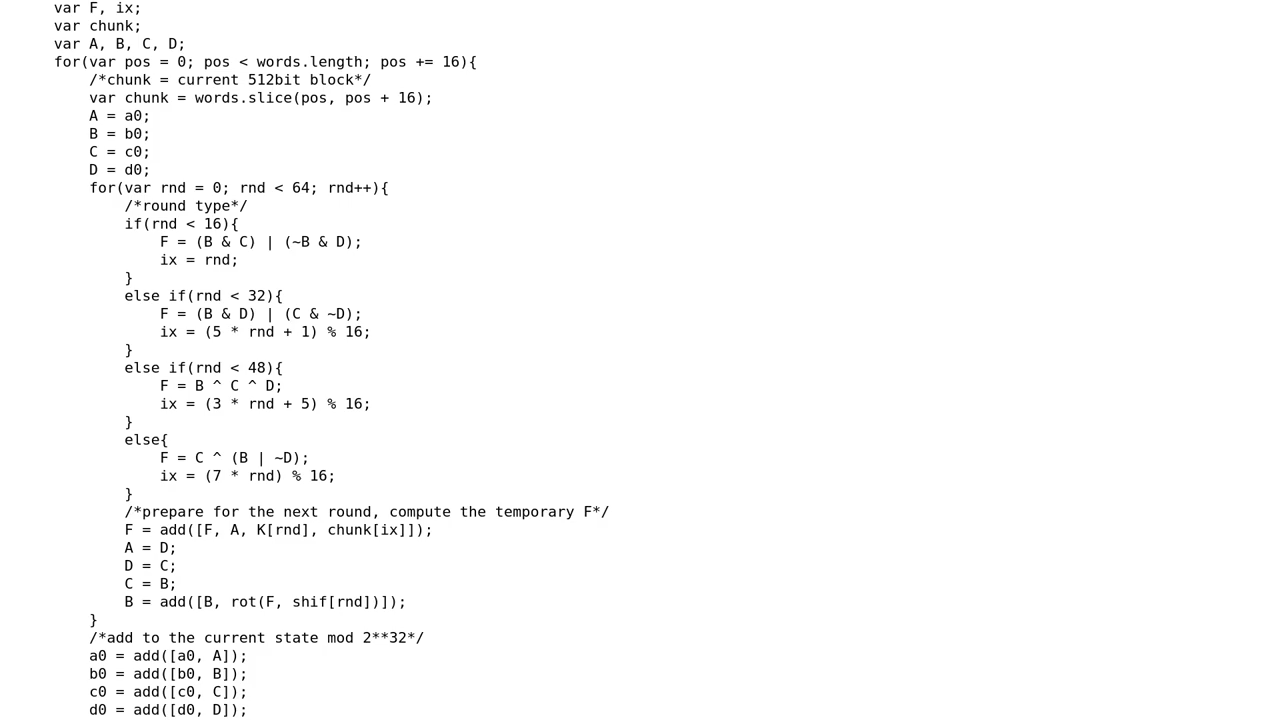 var F, ix;
var chunk;
var A, B, C, D;
for(var pos = 0; pos < words.length; pos += 16){
    /*chunk = current 512bit block*/
    var chunk = words.slice(pos, pos + 16);
    A = a0;
    B = b0;
    C = c0;
    D = d0;
    for(var rnd = 0; rnd < 64; rnd++){
        /*round type*/
        if(rnd < 16){
            F = (B & C) | (~B & D);
            ix = rnd;
        }
        else if(rnd < 32){
            F = (B & D) | (C & ~D);
            ix = (5 * rnd + 1) % 16;
        }
        else if(rnd < 48){
            F = B ^ C ^ D;
            ix = (3 * rnd + 5) % 16;
        }
        else{
            F = C ^ (B | ~D);
            ix = (7 * rnd) % 16;
        }
        /*prepare for the next round, compute the temporary F*/
        F = add([F, A, K[rnd], chunk[ix]]);
        A = D;
        D = C;
        C = B;
        B = add([B, rot(F, shif[rnd])]);
    }
    /*add to the current state mod 2**32*/
    a0 = add([a0, A]);
    b0 = add([b0, B]);
    c0 = add([c0, C]);
    d0 = add([d0, D]);